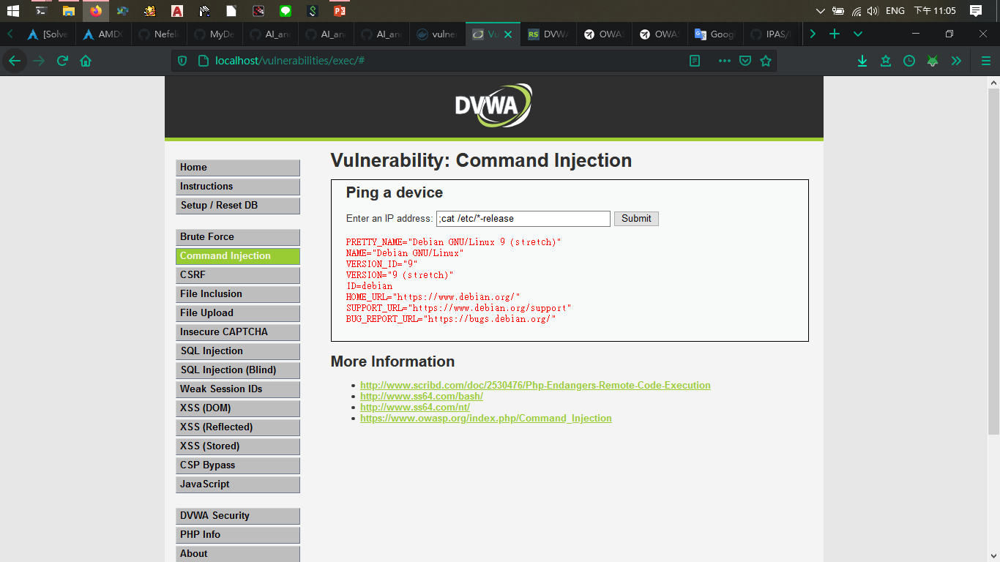 ENG 下午 11:05
[Solve
AMDG
Nefeli
MyDe
AI_an
AI_an
AI_an
vulner
Vu
RS DVWA
OWAS
OWAS
Googl
IPAS/
localhost/vulnerabilities/exec/#
DVWA
Home
Instructions
Setup / Reset DB
Brute Force
Command Injection
CSRF
File Inclusion
File Upload
Insecure CAPTCHA
SQL Injection
SQL Injection (Blind)
Weak Session IDs
XSS (DOM)
XSS (Reflected)
XSS (Stored)
CSP Bypass
JavaScript
DVWA Security
PHP Info
About
Vulnerability: Command Injection
Ping a device
Enter an IP address: ;cat /etc/*-release Submit
PRETTY_NAME="Debian GNU/Linux 9 (stretch)"
NAME="Debian GNU/Linux"
VERSION_ID="9"
VERSION="9 (stretch)"
ID=debian
HOME_URL="https://www.debian.org/"
SUPPORT_URL="https://www.debian.org/support"
BUG_REPORT_URL="https://bugs.debian.org/"
More Information
http://www.scribd.com/doc/2530476/Php-Endangers-Remote-Code-Execution
http://www.ss64.com/bash/
http://www.ss64.com/nt/
https://www.owasp.org/index.php/Command_Injection